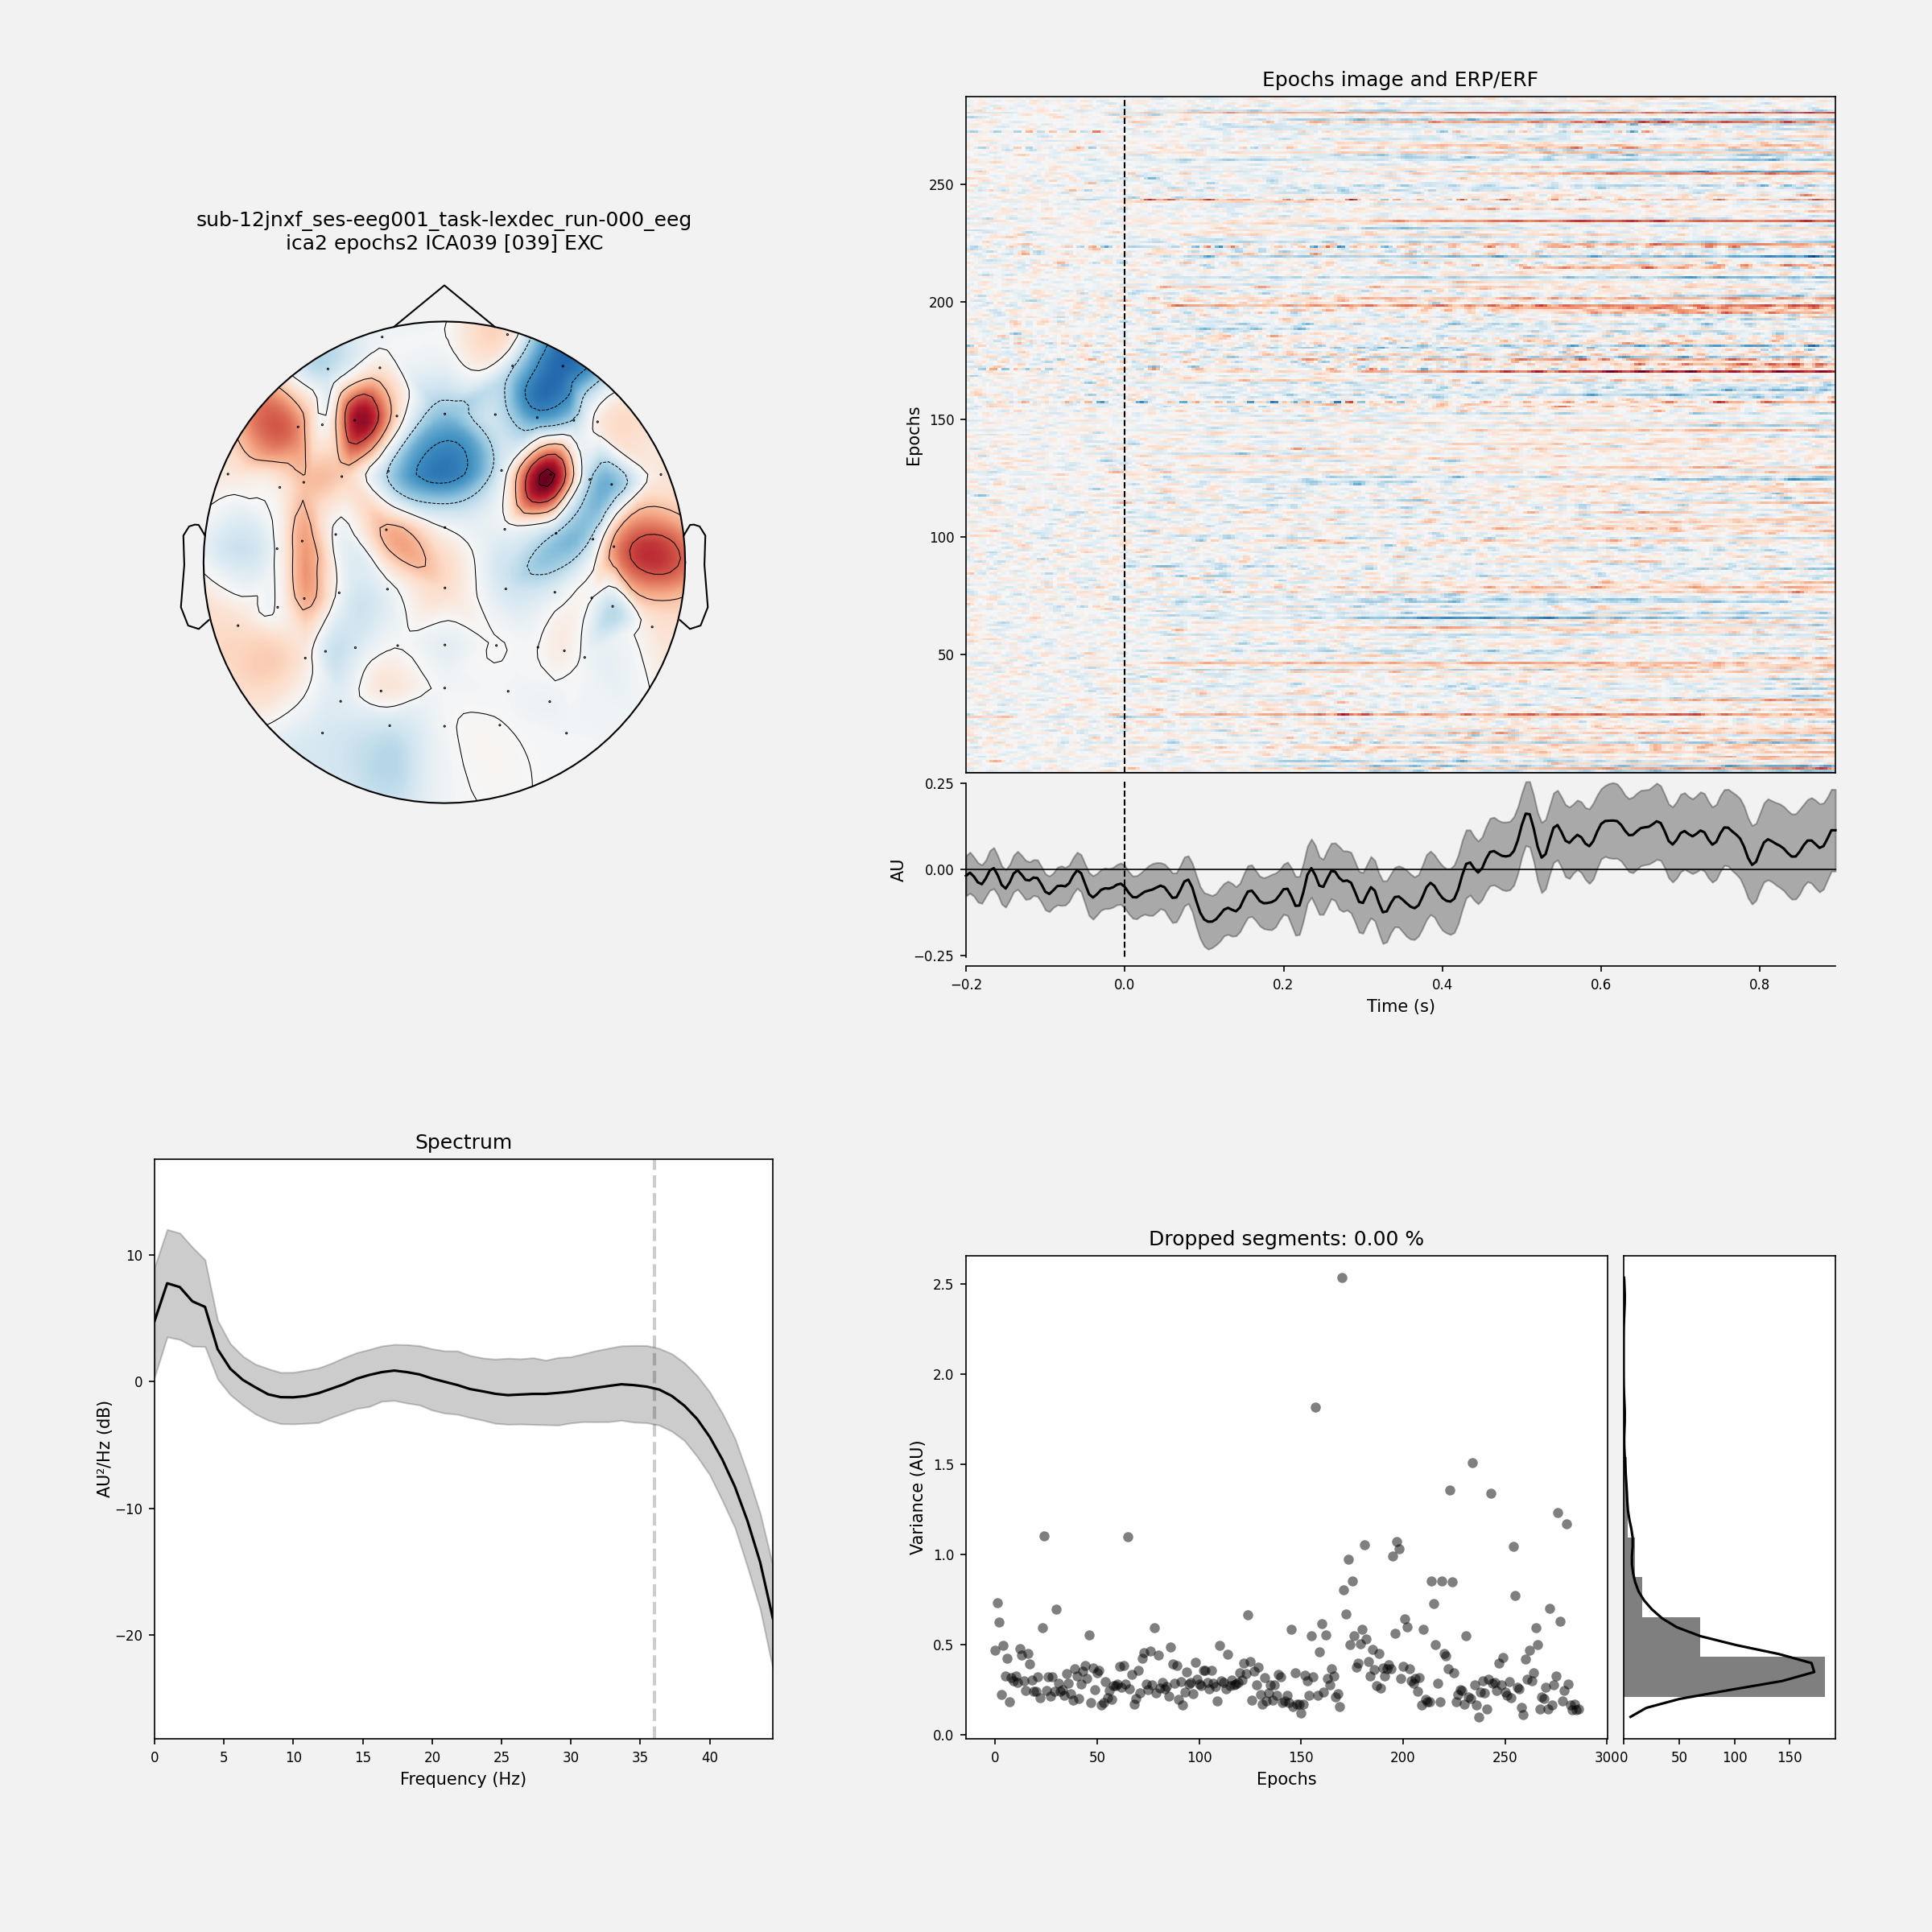 sub-12jnxf_ses-eeg001_task-lexdec_run-000_eeg
ica2 epochs2 ICA039 [039] EXC
Epochs image and ERP/ERF
Epochs
250
200
150
100
50
AU
0.25
0.00
−0.25
−0.2 0.0 0.2 0.4 0.6 0.8
Time (s)
Spectrum
AU²/Hz (dB)
10
0
−10
−20
0 5 10 15 20 25 30 35 40
Frequency (Hz)
Dropped segments: 0.00 %
Variance (AU)
2.5
2.0
1.5
1.0
0.5
0.0
0 50 100 150 200 250 300
Epochs
0 50 100 150